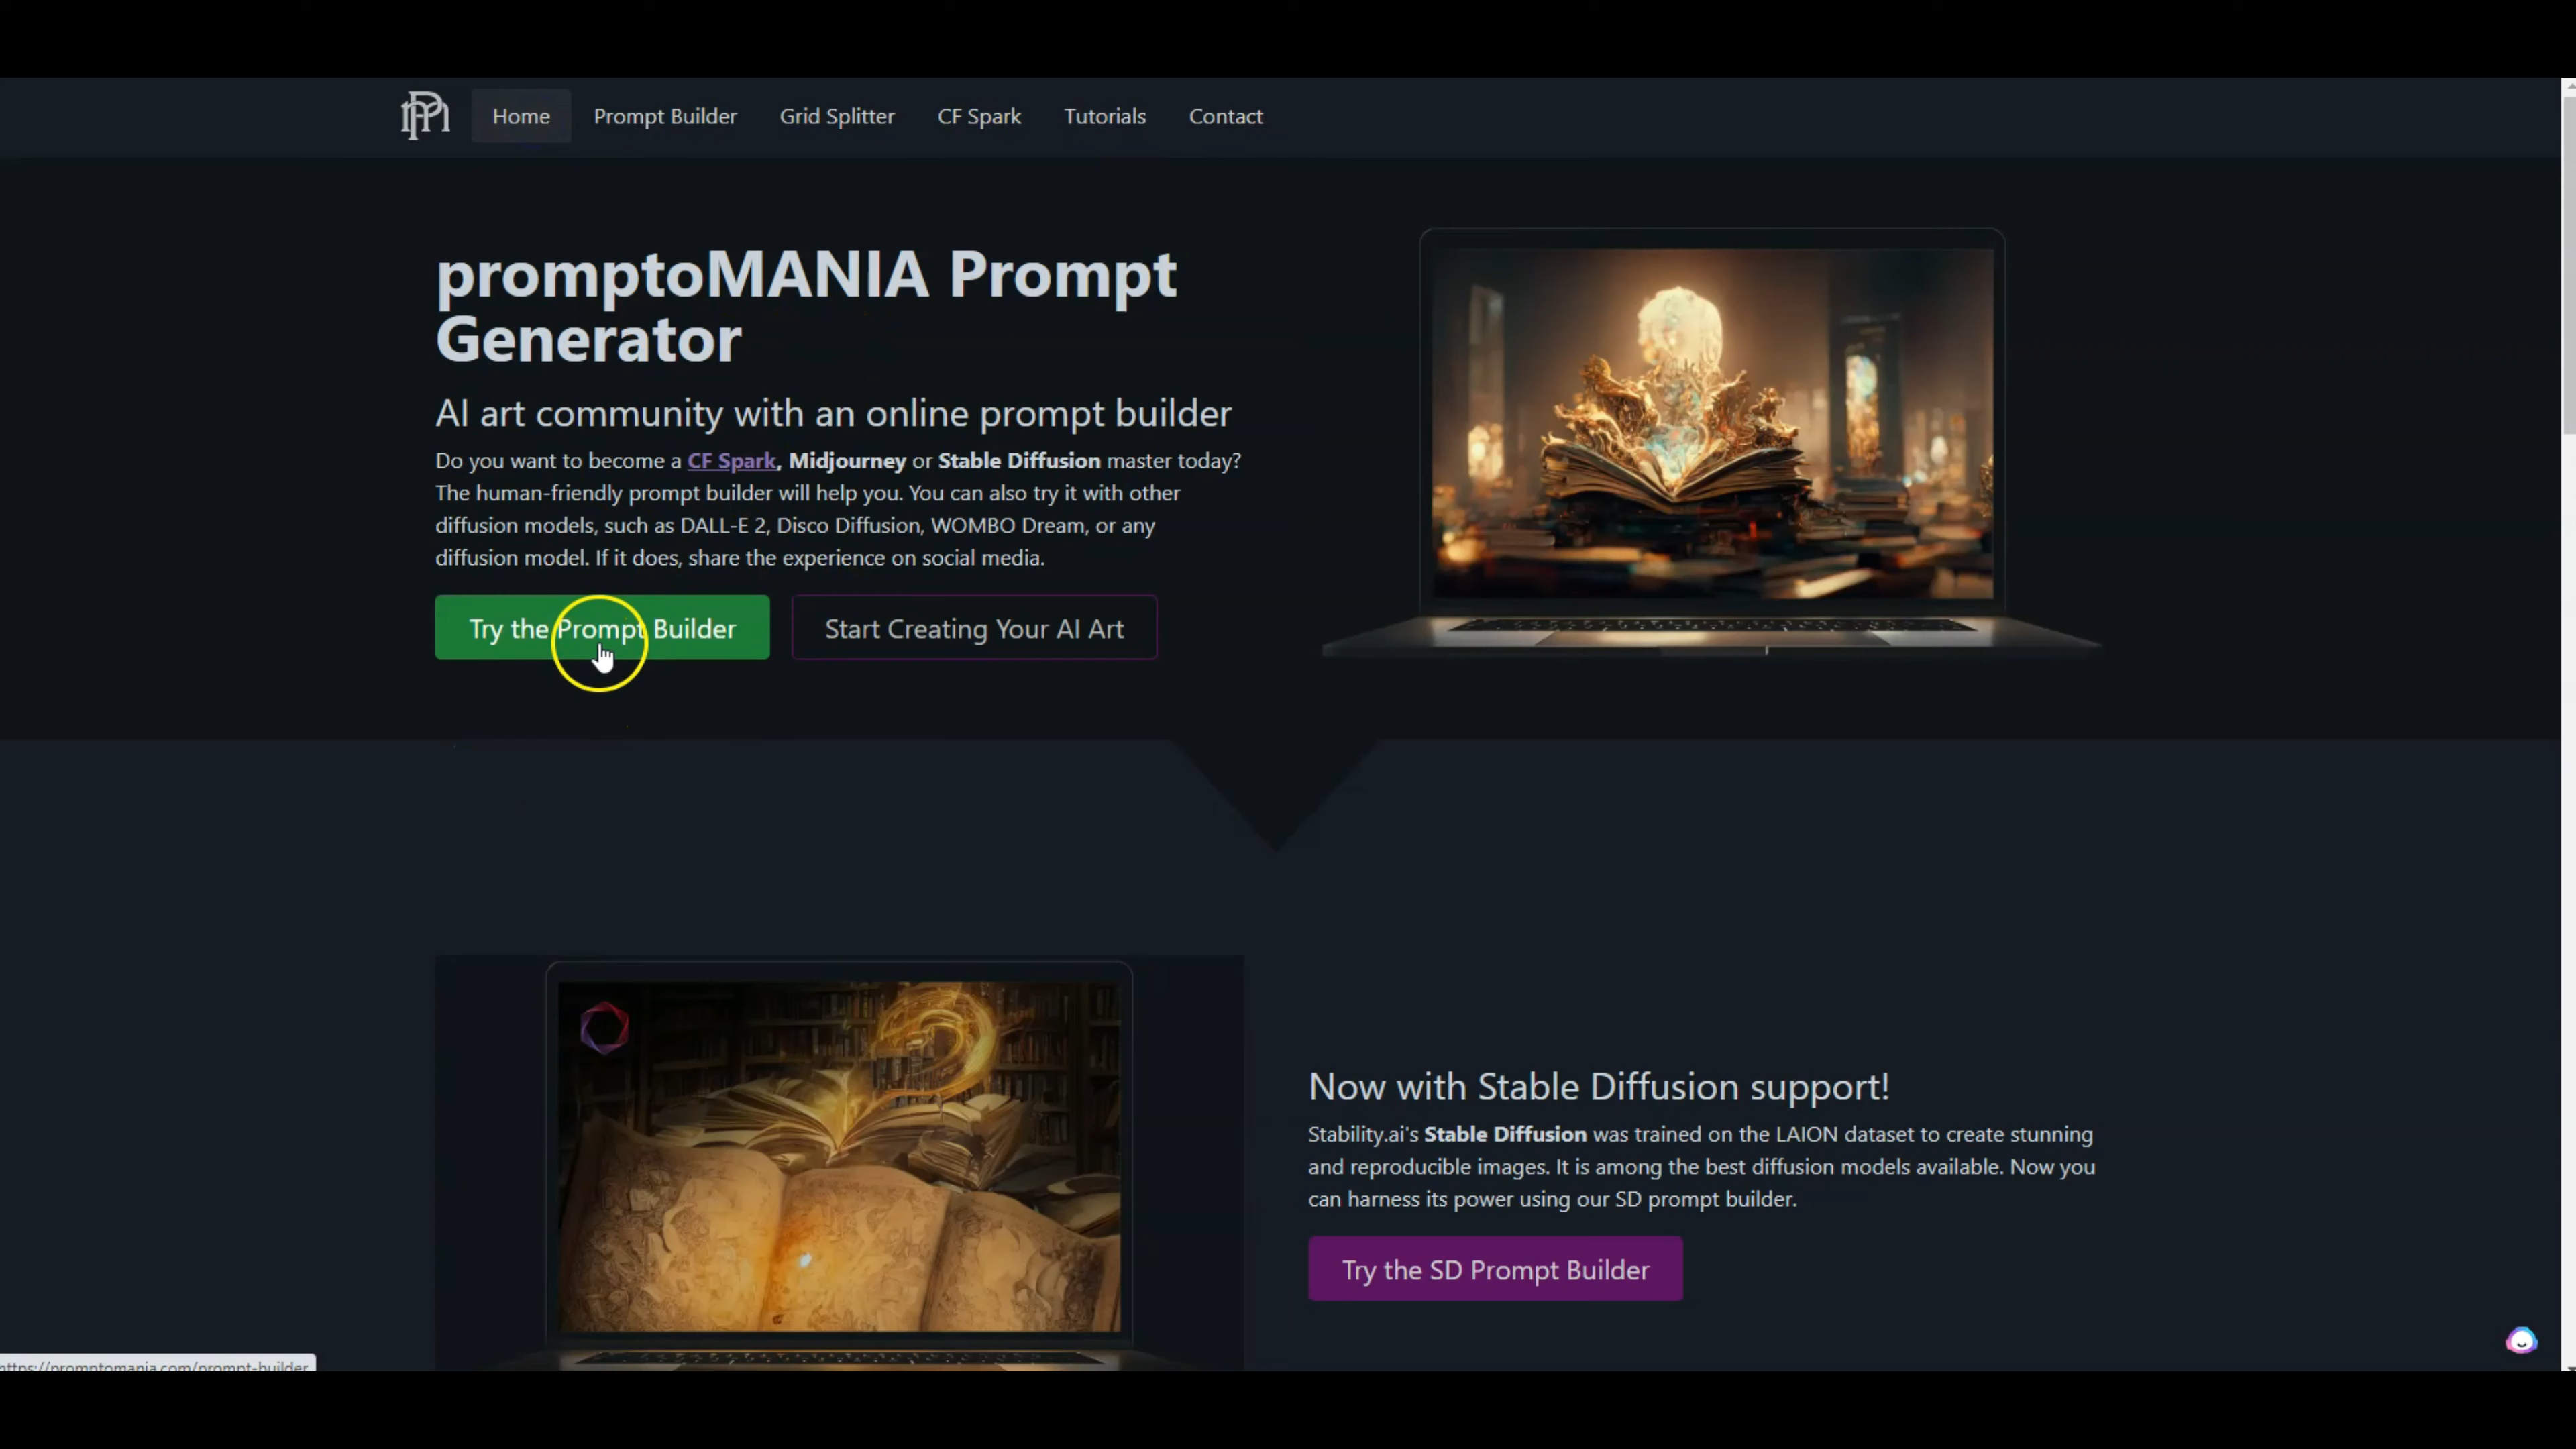 Home Prompt Builder Grid Splitter CF Spark Tutorials Contact
promptoMANIA Prompt
Generator
AI art community with an online prompt builder
Do you want to become a CF Spark, Midjourney or Stable Diffusion master today?
The human-friendly prompt builder will help you. You can also try it with other
diffusion models, such as DALL-E 2, Disco Diffusion, WOMBO Dream, or any
diffusion model. If it does, share the experience on social media.
Try the Prompt Builder Start Creating Your AI Art
Now with Stable Diffusion support!
Stability.ai's Stable Diffusion was trained on the LAION dataset to create stunning
and reproducible images. It is among the best diffusion models available. Now you
can harness its power using our SD prompt builder.
Try the SD Prompt Builder
https://promptomania.com/prompt-builder